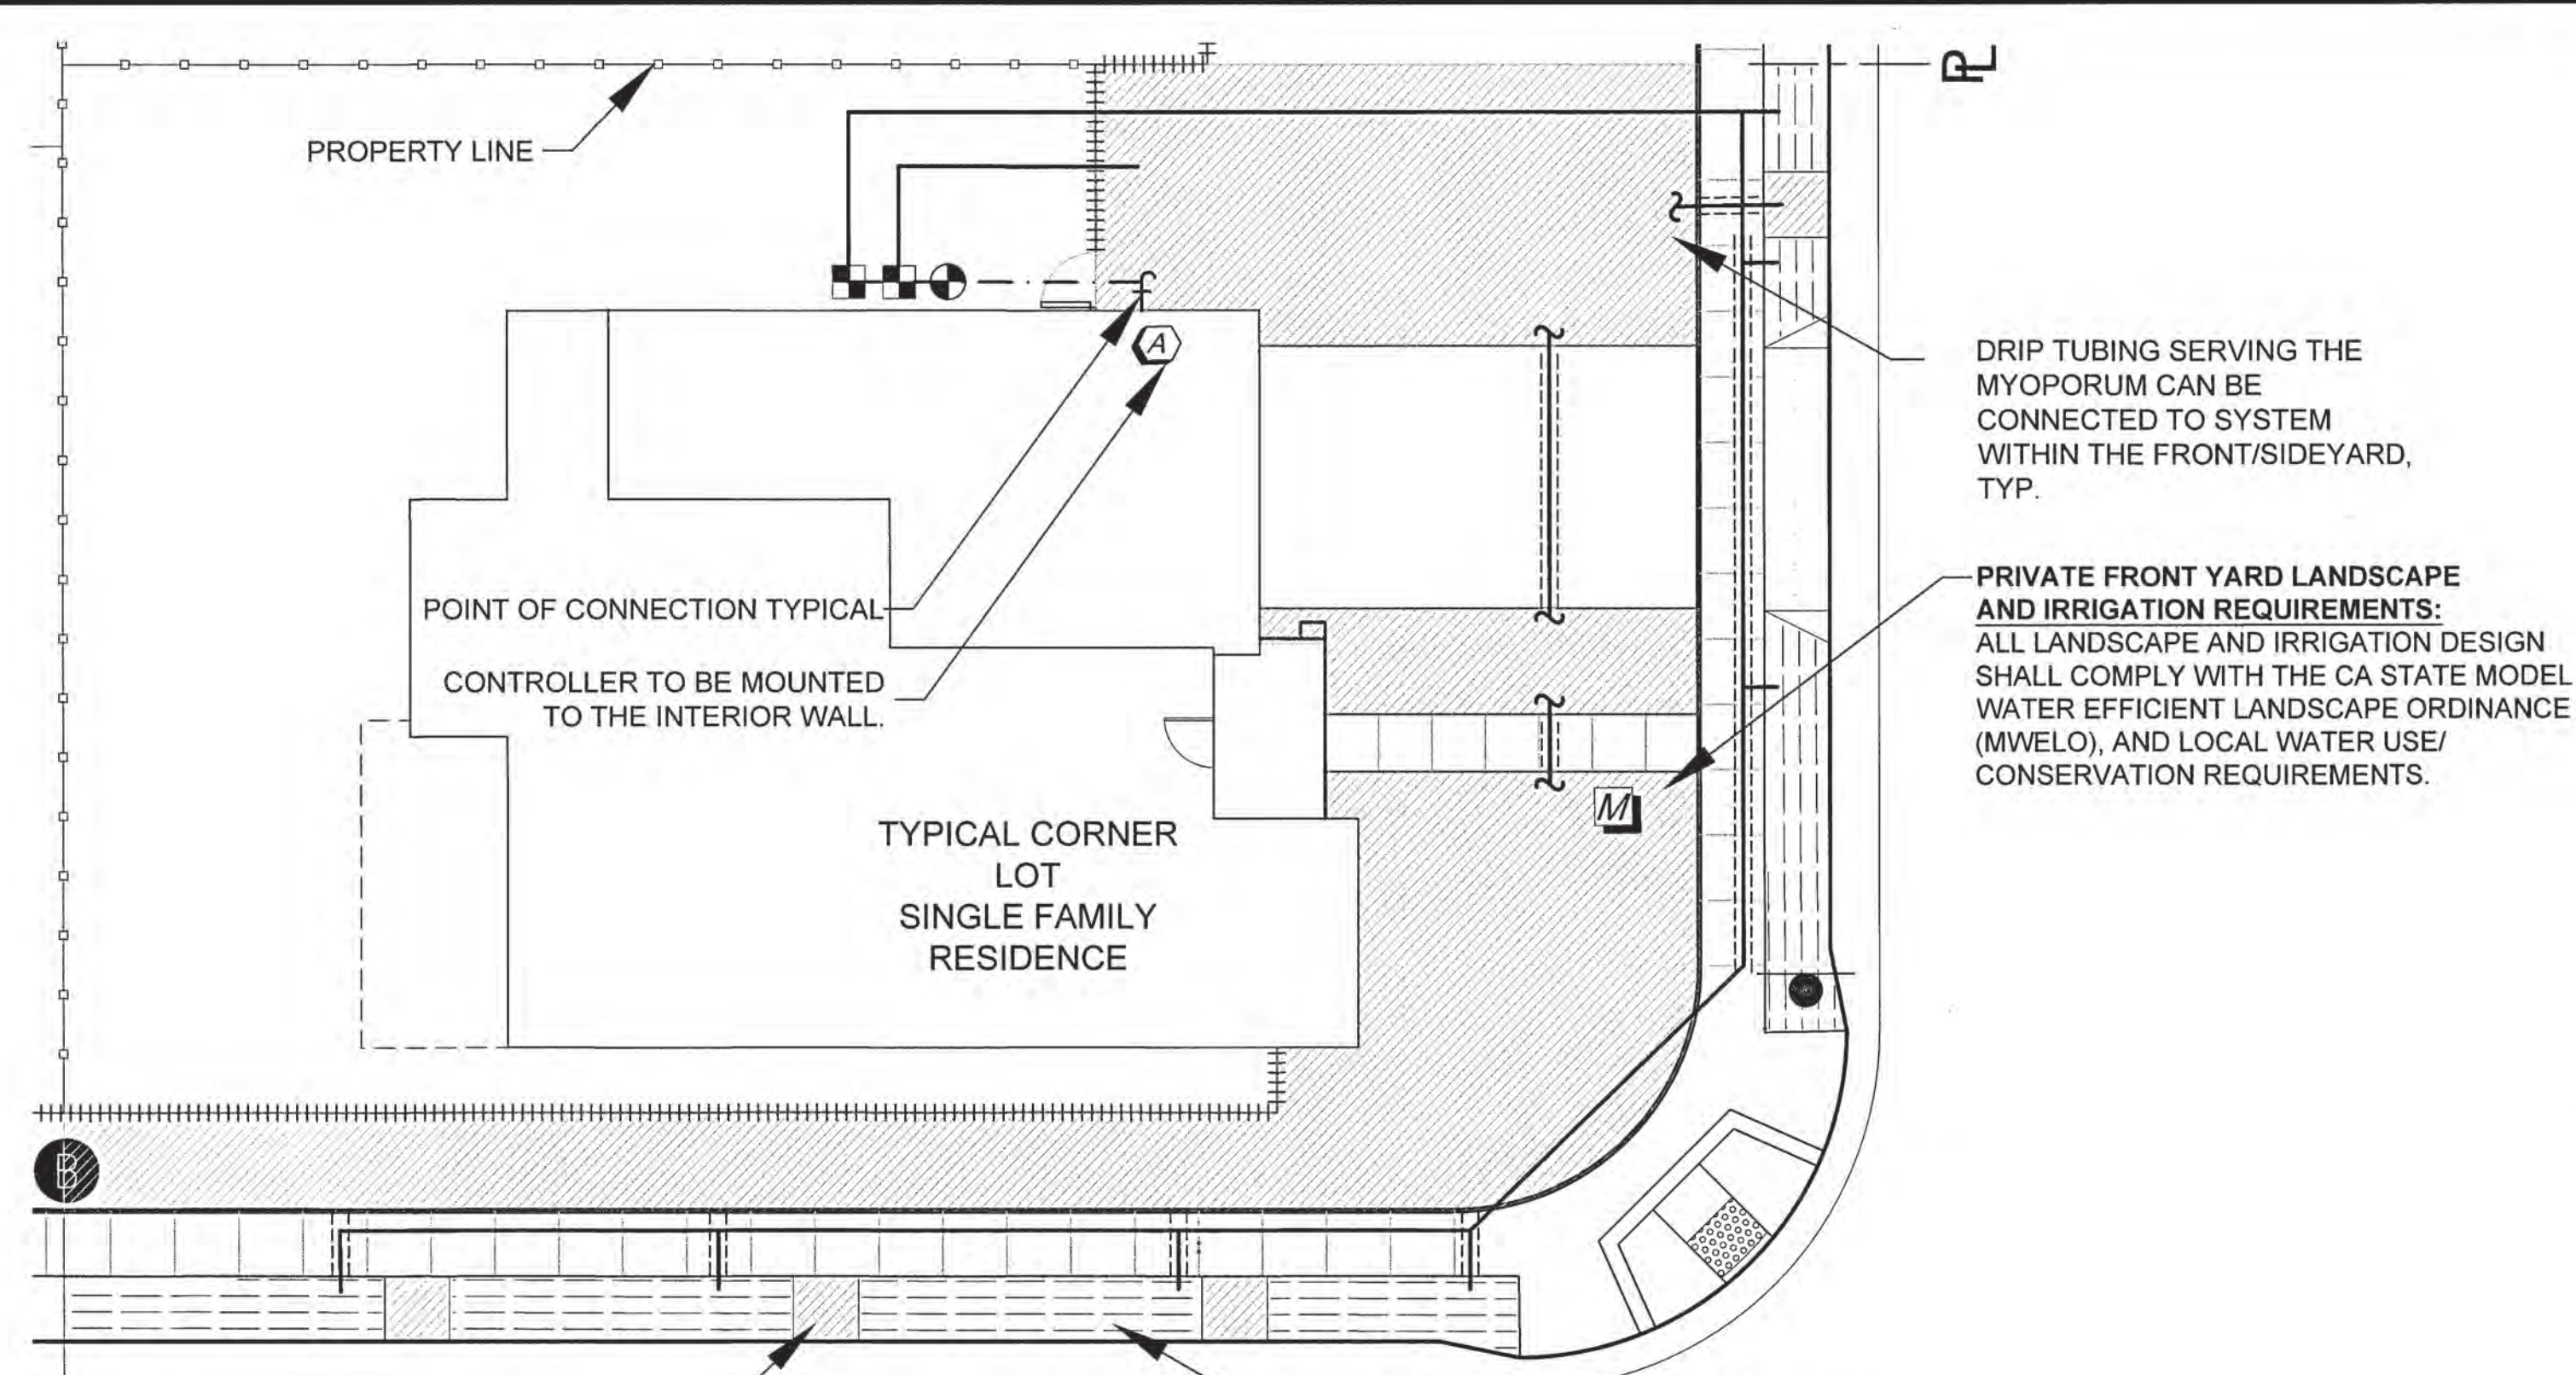 PL
PROPERTY LINE
A
DRIP TUBING SERVING THE
MYOPORUM CAN BE
CONNECTED TO SYSTEM
WITHIN THE FRONT/SIDEYARD,
TYP.
POINT OF CONNECTION TYPICAL
CONTROLLER TO BE MOUNTED
TO THE INTERIOR WALL.
PRIVATE FRONT YARD LANDSCAPE
AND IRRIGATION REQUIREMENTS:
ALL LANDSCAPE AND IRRIGATION DESIGN
SHALL COMPLY WITH THE CA STATE MODEL
WATER EFFICIENT LANDSCAPE ORDINANCE
(MWELO), AND LOCAL WATER USE/
CONSERVATION REQUIREMENTS.
M
TYPICAL CORNER
LOT
SINGLE FAMILY
RESIDENCE
B